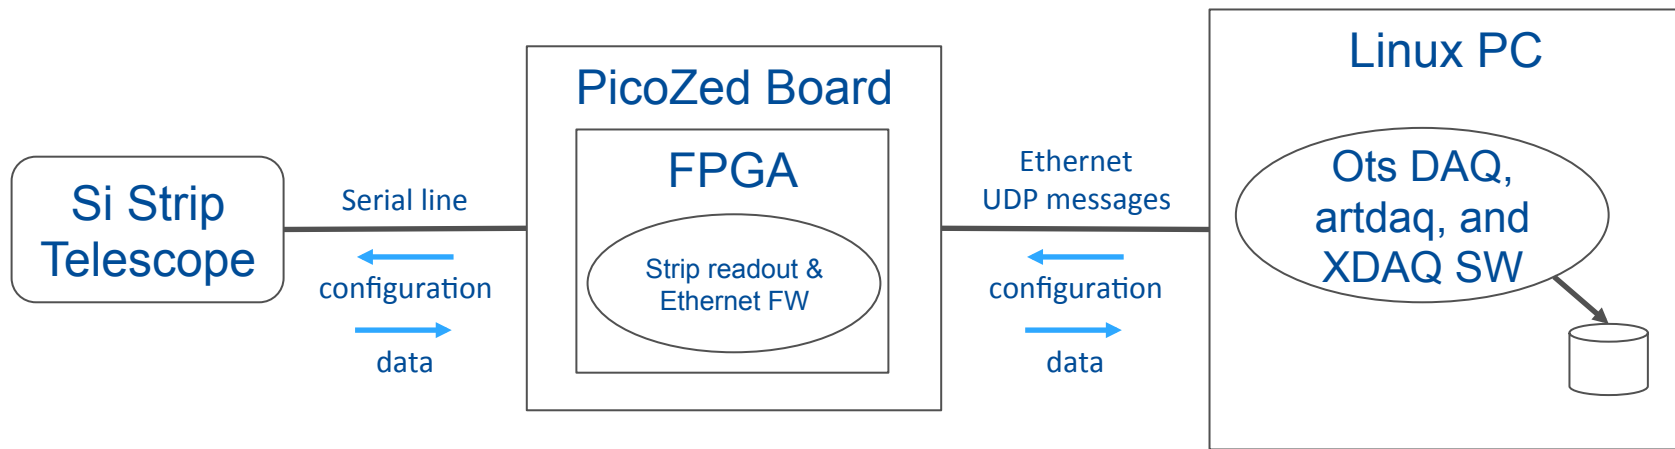 Si Strip
Telescope
Serial line
configuration
data
PicoZed Board
FPGA
Strip readout &
Ethernet FW
Ethernet
UDP messages
configuration
data
Linux PC
Ots DAQ,
artdaq, and
XDAQ SW